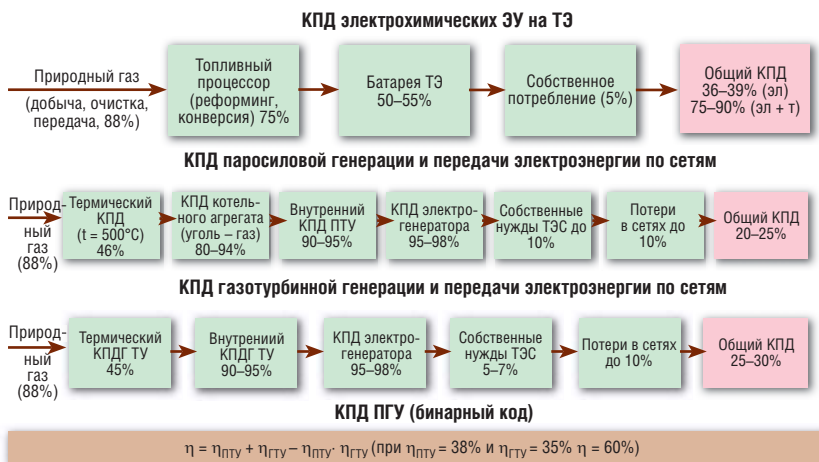 КПД электрохимических ЭУ на ТЭ
Природный газ
(добыча, очистка,
передача, 88%)
Топливный
процессор
(реформинг,
конверсия) 75%
Батарея ТЭ
50–55%
Собственное
потребление (5%)
Общий КПД
36–39% (эл)
75–90% (эл + т)
КПД паросиловой генерации и передачи электроэнергии по сетям
Природ-
ный
газ
(88%)
Термический
КПД
(t = 500°C)
46%
КПД котель-
ного агрегата
(уголь – газ)
80–94%
Внутренний
КПД ПТУ
90–95%
КПД электро-
генератора
95–98%
Собственные
нужды ТЭС до
10%
Потери
в сетях до
10%
Общий КПД
20–25%
КПД газотурбинной генерации и передачи электроэнергии по сетям
Природ-
ный
газ
(88%)
Термический
КПДГ ТУ
45%
Внутрениий
КПДГ ТУ
90–95%
КПД электро-
генератора
95–98%
Собственные
нужды ТЭС
5–7%
Потери в сетях
до 10%
Общий КПД
25–30%
КПД ПГУ (бинарный код)
η = ηПТУ + ηГТУ – ηПТУ· ηГТУ (при ηПТУ = 38% и ηГТУ = 35% η = 60%)